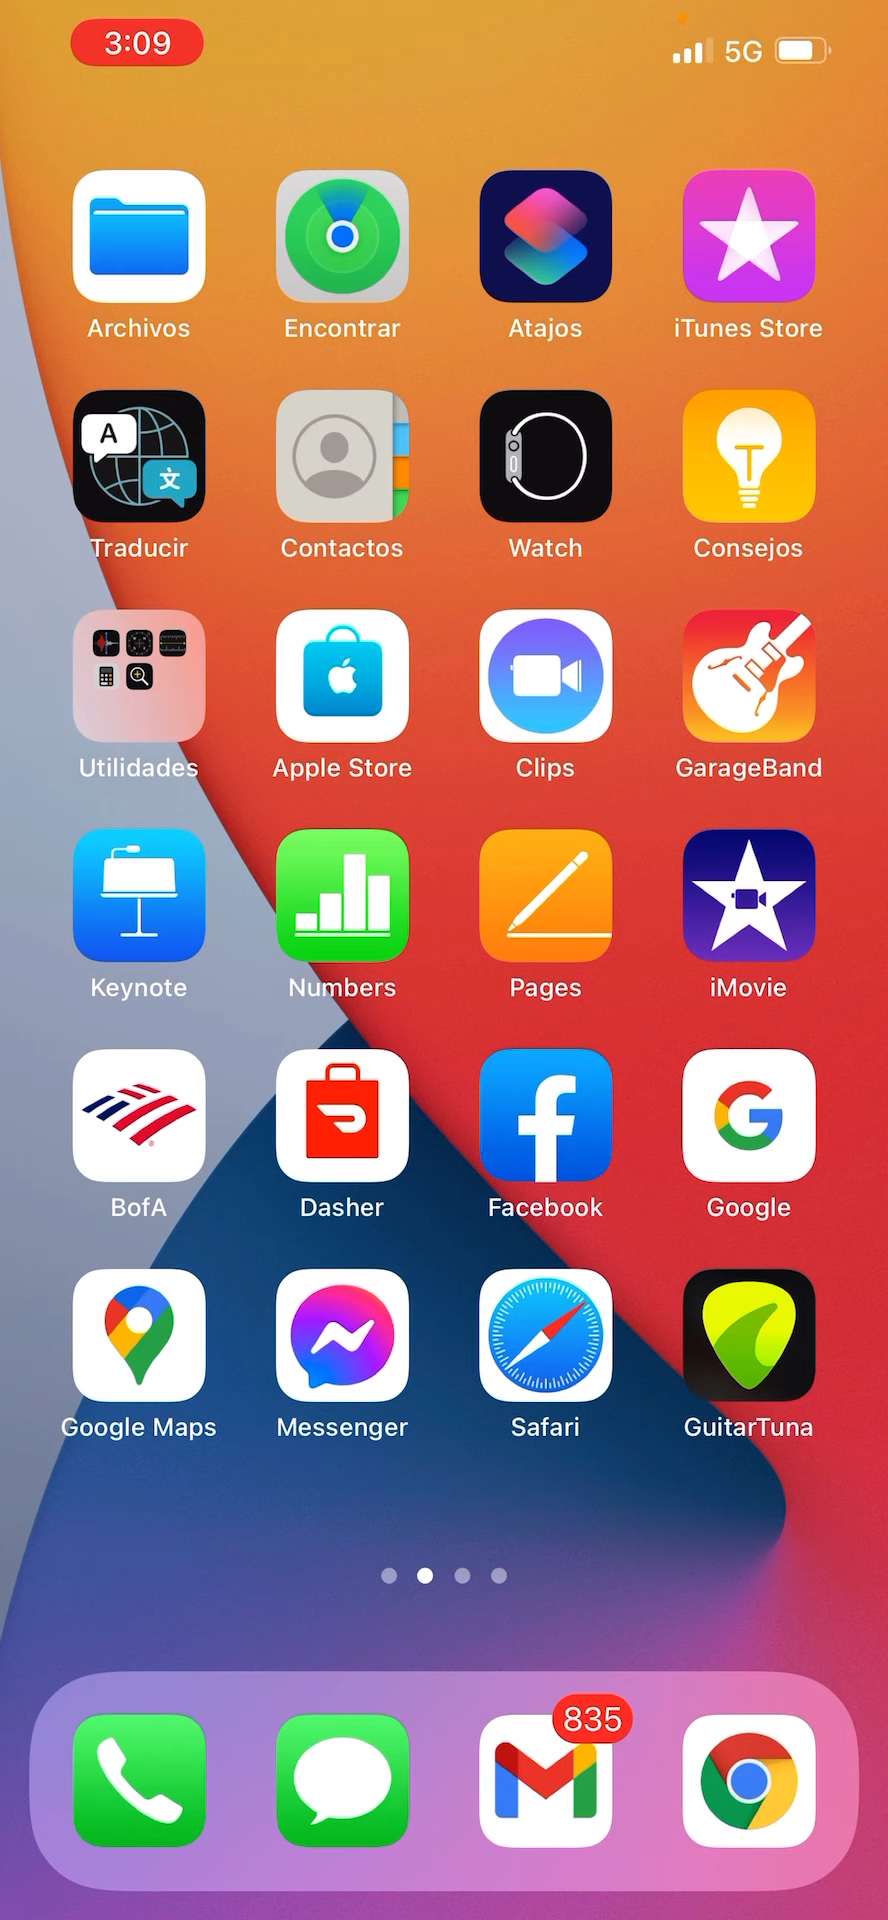 3:09 5G
Archivos Encontrar Atajos iTunes Store
A 文
Traducir Contactos Watch Consejos
Utilidades Apple Store Clips GarageBand
Keynote Numbers Pages iMovie
BofA Dasher Facebook Google
Google Maps Messenger Safari GuitarTuna
835